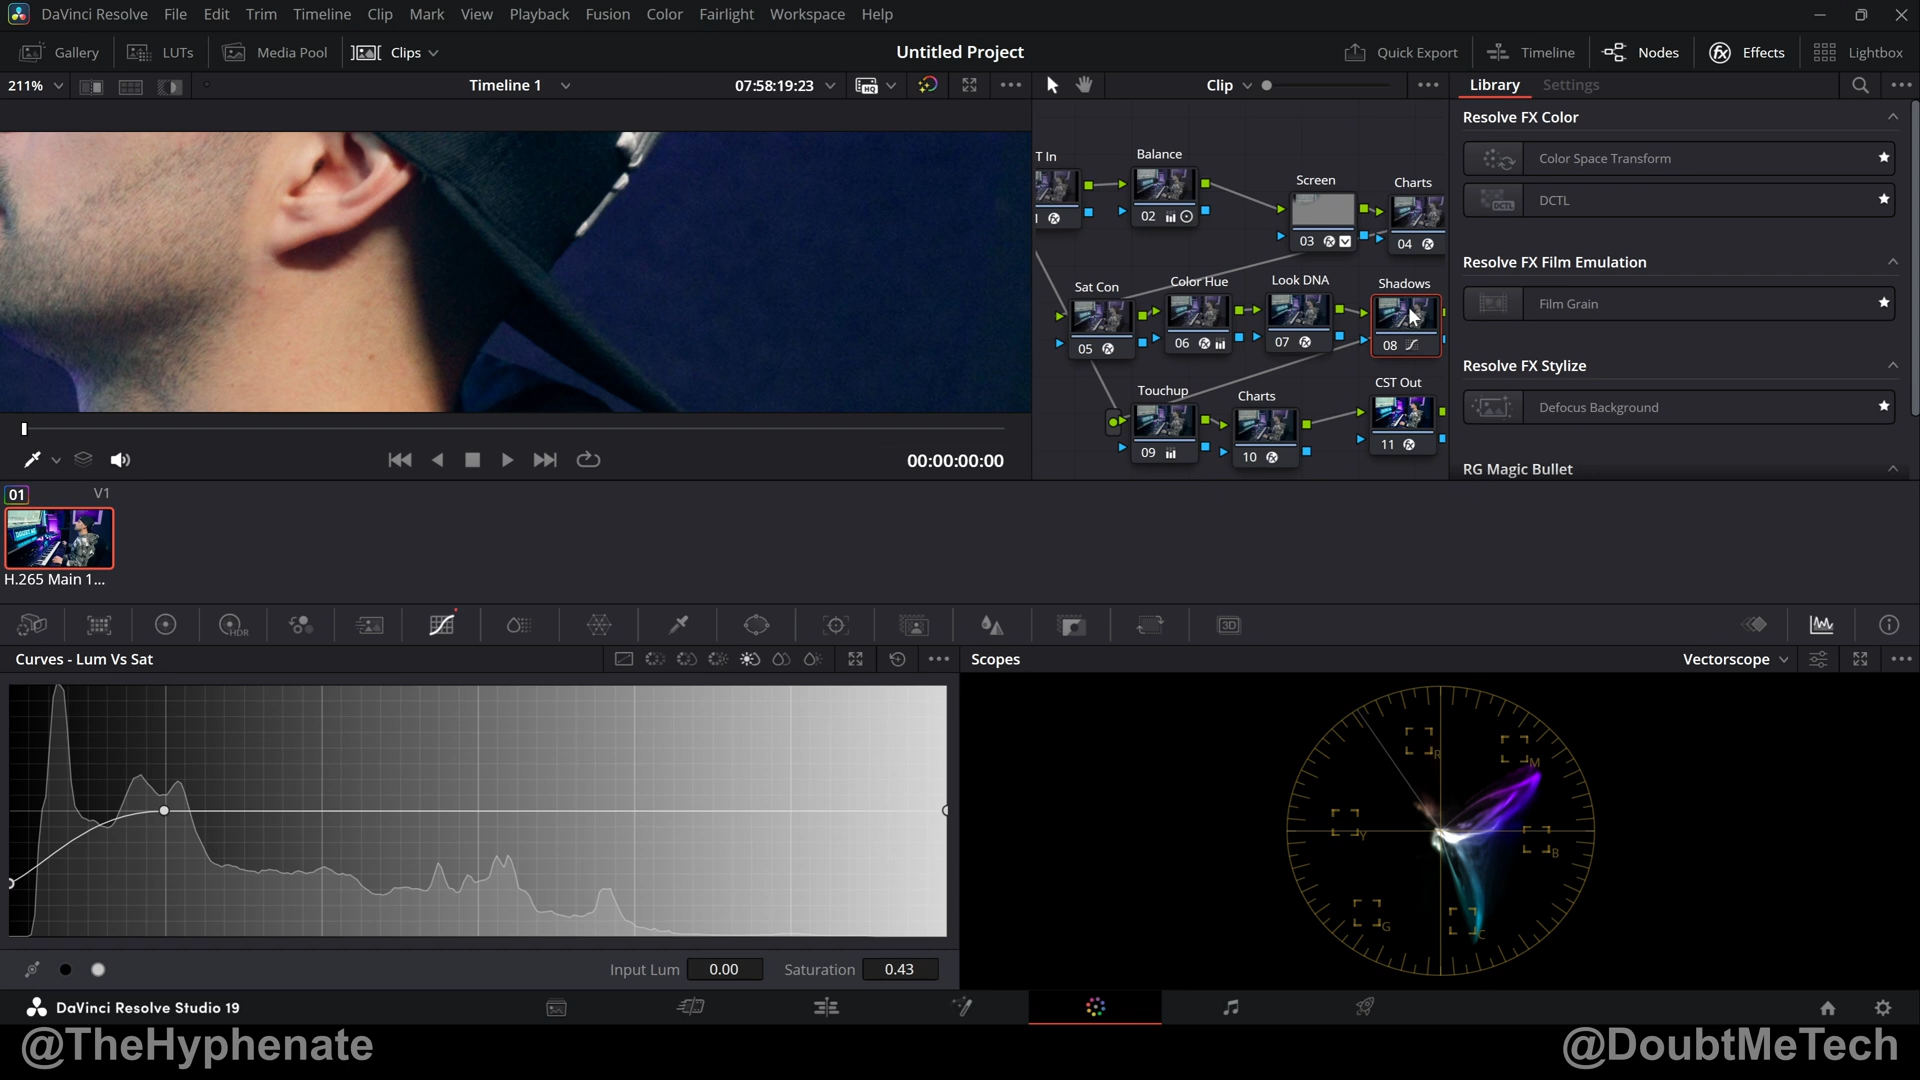 DaVinci Resolve File Edit Trim Timeline Clip Mark View Playback Fusion Color Fairlight Workspace Help
Gallery LUTs Media Pool Clips Untitled Project Quick Export Timeline Nodes Effects Lightbox
211% Timeline 1 07:58:19:23 HQ Clip Library Settings
Resolve FX Color
Color Space Transform
DCTL
DCTL
Resolve FX Film Emulation
Film Grain
Resolve FX Stylize
Defocus Background
RG Magic Bullet
T In Balance
02
Screen Charts
03 04
Sat Con Color Hue Look DNA Shadows
05 06 07 08
Touchup Charts CST Out
09 10 11
00:00:00:00
01 V1
H.265 Main 1...
HDR 3D
Curves - Lum Vs Sat
Scopes Vectorscope
R
M
Y
B
G
C
Input Lum 0.00 Saturation 0.43
DaVinci Resolve Studio 19
@TheHyphenate @DoubtMeTech